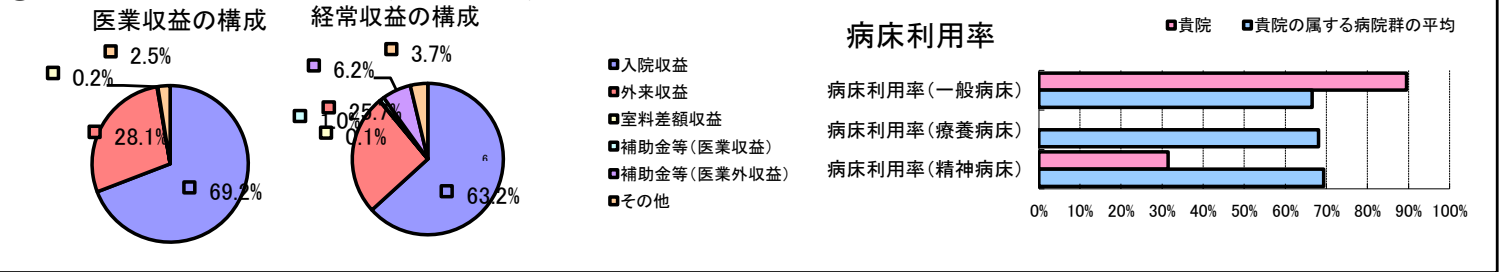 医業収益の構成
2.5%
0.2%
28.1%
69.2%
経常収益の構成
3.7%
6.2%
25.7%
1.0%
0.1%
6
63.2%
入院収益
外来収益
室料差額収益
補助金等(医業収益)
補助金等(医業外収益)
その他
病床利用率
貴院 貴院の属する病院群の平均
病床利用率(一般病床)
病床利用率(療養病床)
病床利用率(精神病床)
0% 10% 20% 30% 40% 50% 60% 70% 80% 90% 100%